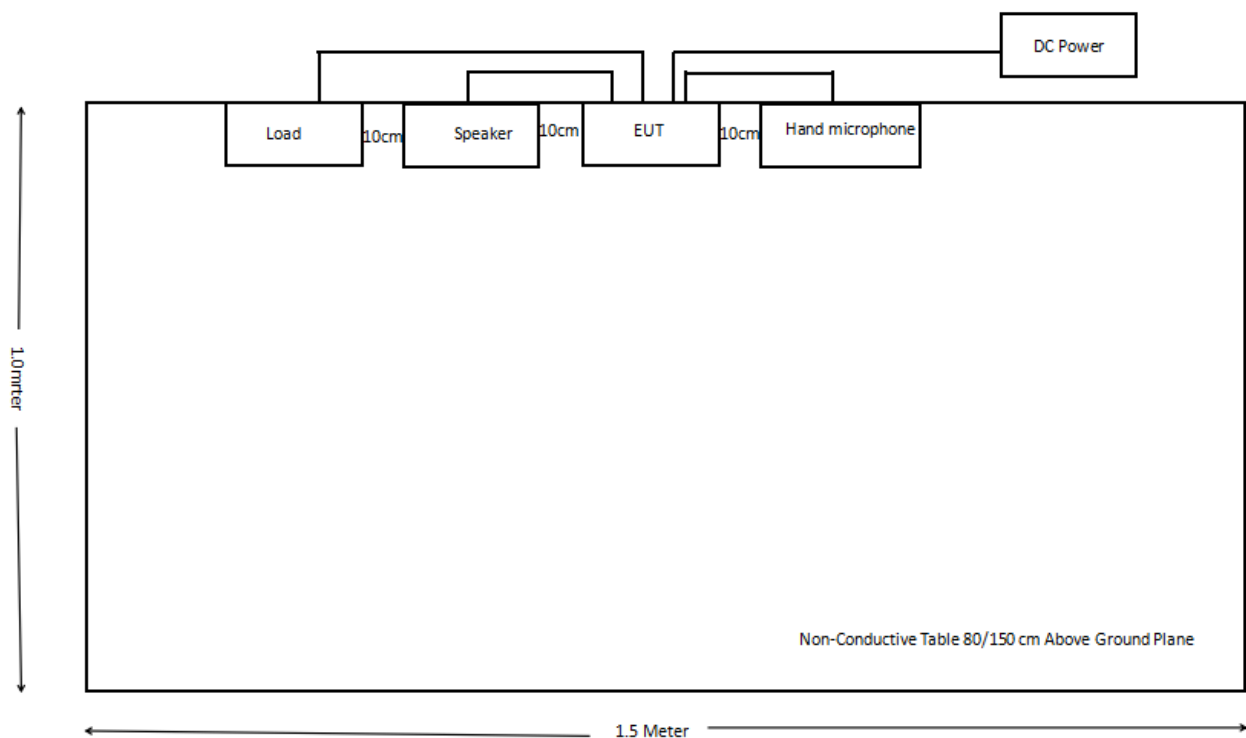 DC Power
Load
10cm
Speaker
10cm
EUT
10cm
Hand microphone
1.0mrter
Non-Conductive Table 80/150 cm Above Ground Plane
1.5 Meter